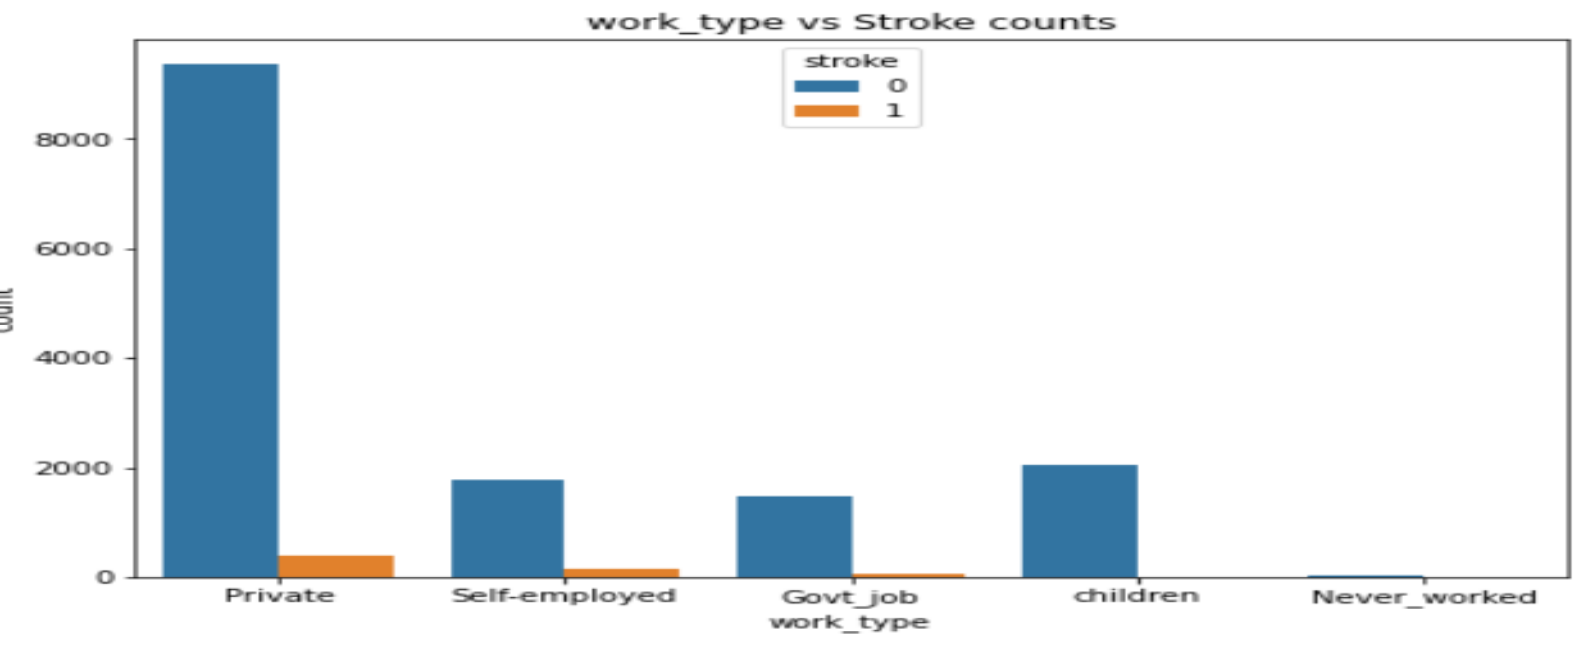 work_type vs Stroke counts
stroke
0
1
8000
6000
4000
2000
0
count
Private Self-employed Govt_job children Never_worked
work_type